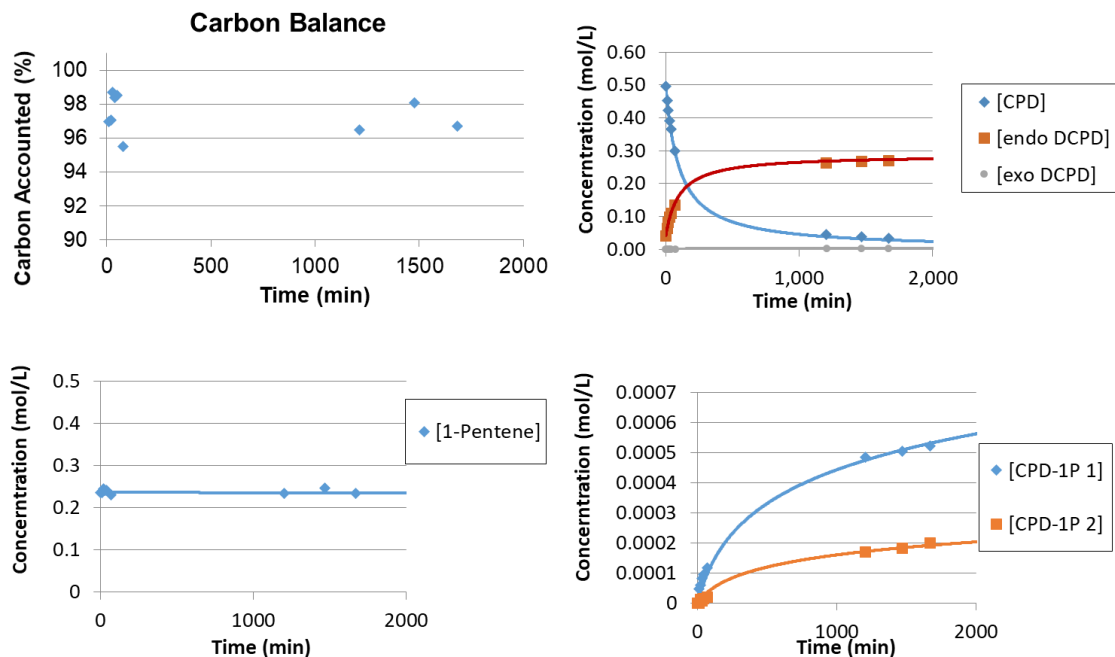 Carbon Balance
Carbon Accounted (%)
100
98
96
94
92
90
0
500
1000
1500
2000
Time (min)
Concerntration (mol/L)
0.60
0.50
0.40
0.30
0.20
0.10
0.00
0
1,000
2,000
Time (min)
[CPD]
[endo DCPD]
[exo DCPD]
Concerntration (mol/L)
0.5
0.4
0.3
0.2
0.1
0
0
1000
2000
Time (min)
[1-Pentene]
Concerntration (mol/L)
0.0007
0.0006
0.0005
0.0004
0.0003
0.0002
0.0001
0
0
1000
2000
Time (min)
[CPD-1P 1]
[CPD-1P 2]